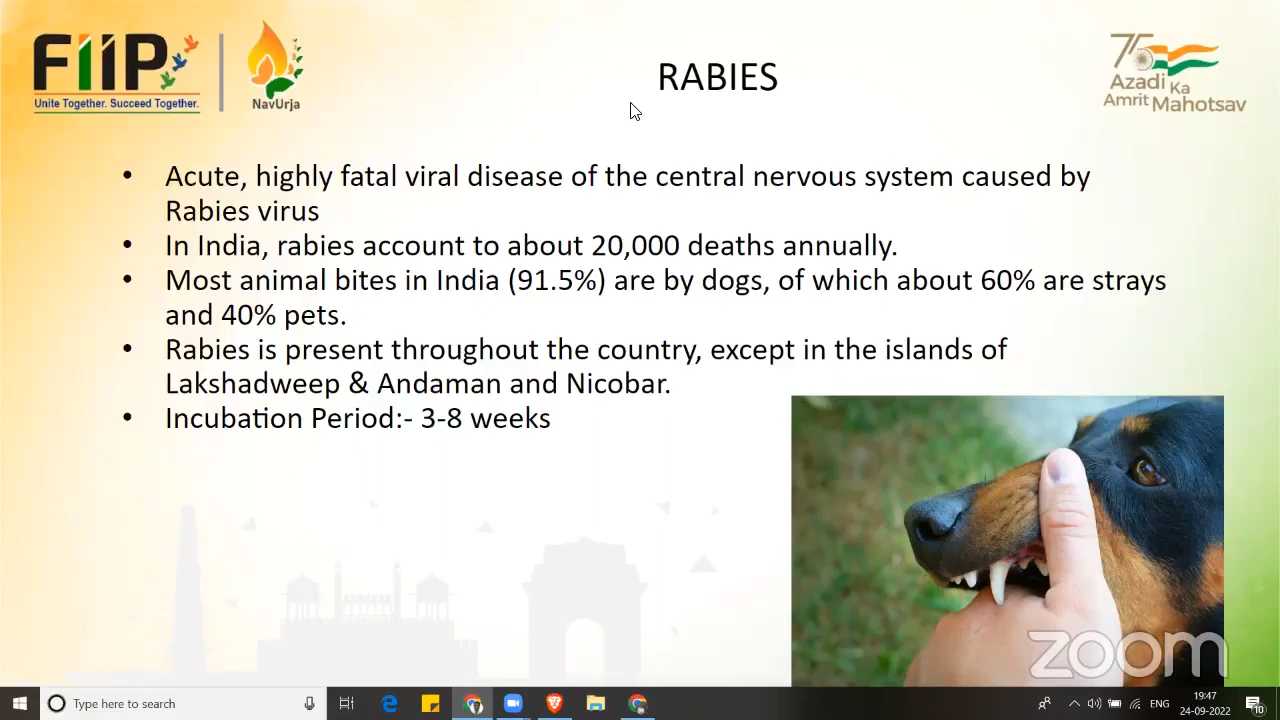 FIIP
Unite Together. Succeed Together.
NavUrja
RABIES
75
Azadi Ka
Amrit Mahotsav
• Acute, highly fatal viral disease of the central nervous system caused by
Rabies virus
• In India, rabies account to about 20,000 deaths annually.
• Most animal bites in India (91.5%) are by dogs, of which about 60% are strays
and 40% pets.
• Rabies is present throughout the country, except in the islands of
Lakshadweep & Andaman and Nicobar.
• Incubation Period:- 3-8 weeks
zoom
Type here to search
ENG
19:47
24-09-2022
10